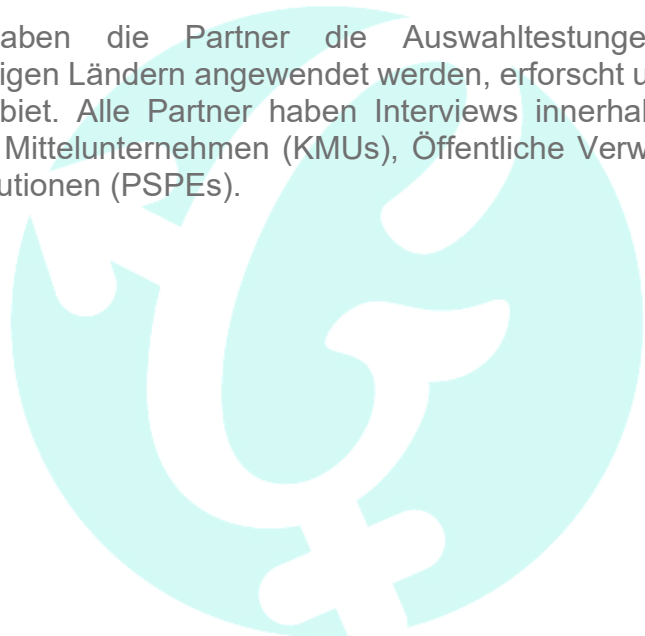 aben die Partner die Auswahltestunge
igen Ländern angewendet werden, erforscht u
biet. Alle Partner haben Interviews innerhal
Mittelunternehmen (KMUs), Öffentliche Verw
utionen (PSPEs).